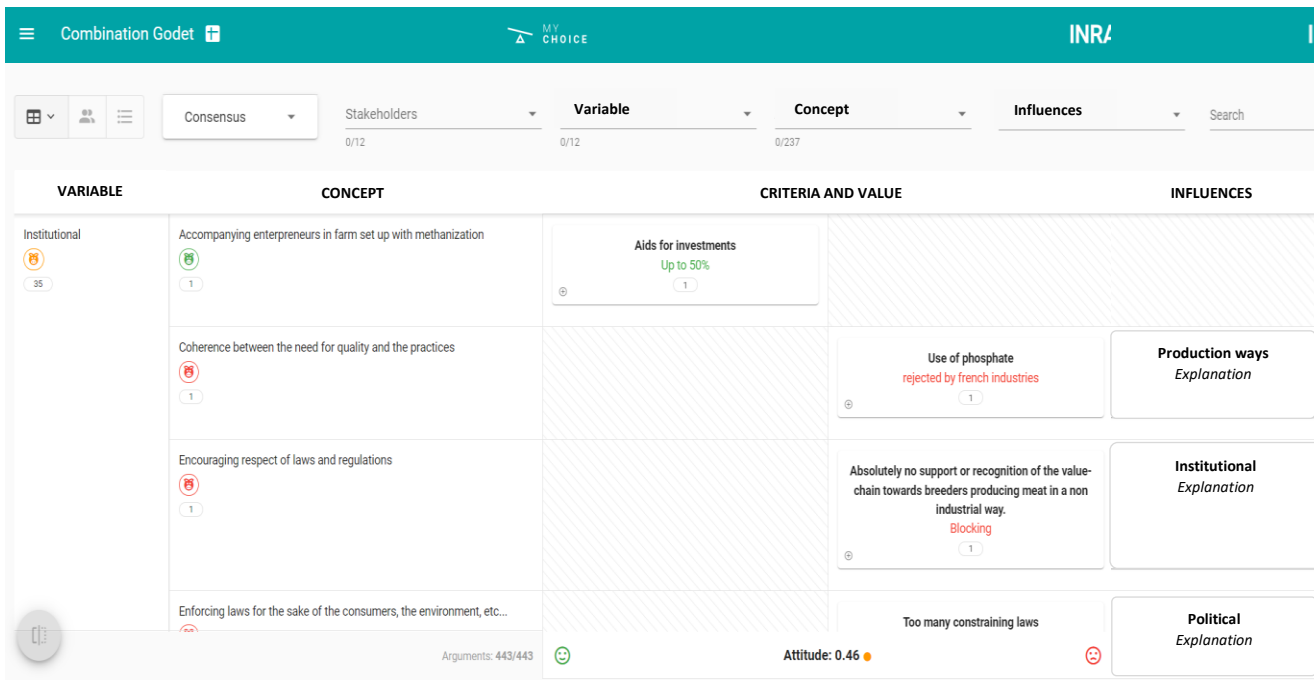 Combination Godet
MY
CHOICE
INRA
Consensus
Stakeholders
Variable
Concept
Influences
Search
0/12
0/12
0/237
VARIABLE
CONCEPT
CRITERIA AND VALUE
INFLUENCES
Institutional
35
Accompanying enterpreneurs in farm set up with methanization
1
Aids for investments
Up to 50%
1
Coherence between the need for quality and the practices
1
Use of phosphate
rejected by french industries
1
Production ways
Explanation
Encouraging respect of laws and regulations
1
Absolutely no support or recognition of the value-
chain towards breeders producing meat in a non
industrial way.
Blocking
1
Institutional
Explanation
Enforcing laws for the sake of the consumers, the environment, etc...
Too many constraining laws
Political
Explanation
Arguments: 443/443
Attitude: 0.46